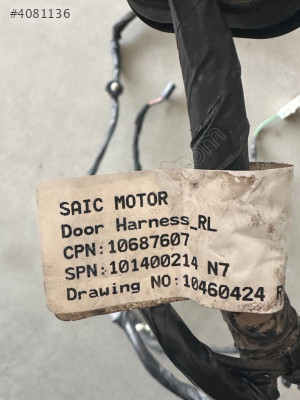 #4081136
SAIC MOTOR
Door Harness_RL
CPN:10687607
SPN:101400214 N7
Drawing NO:10460424